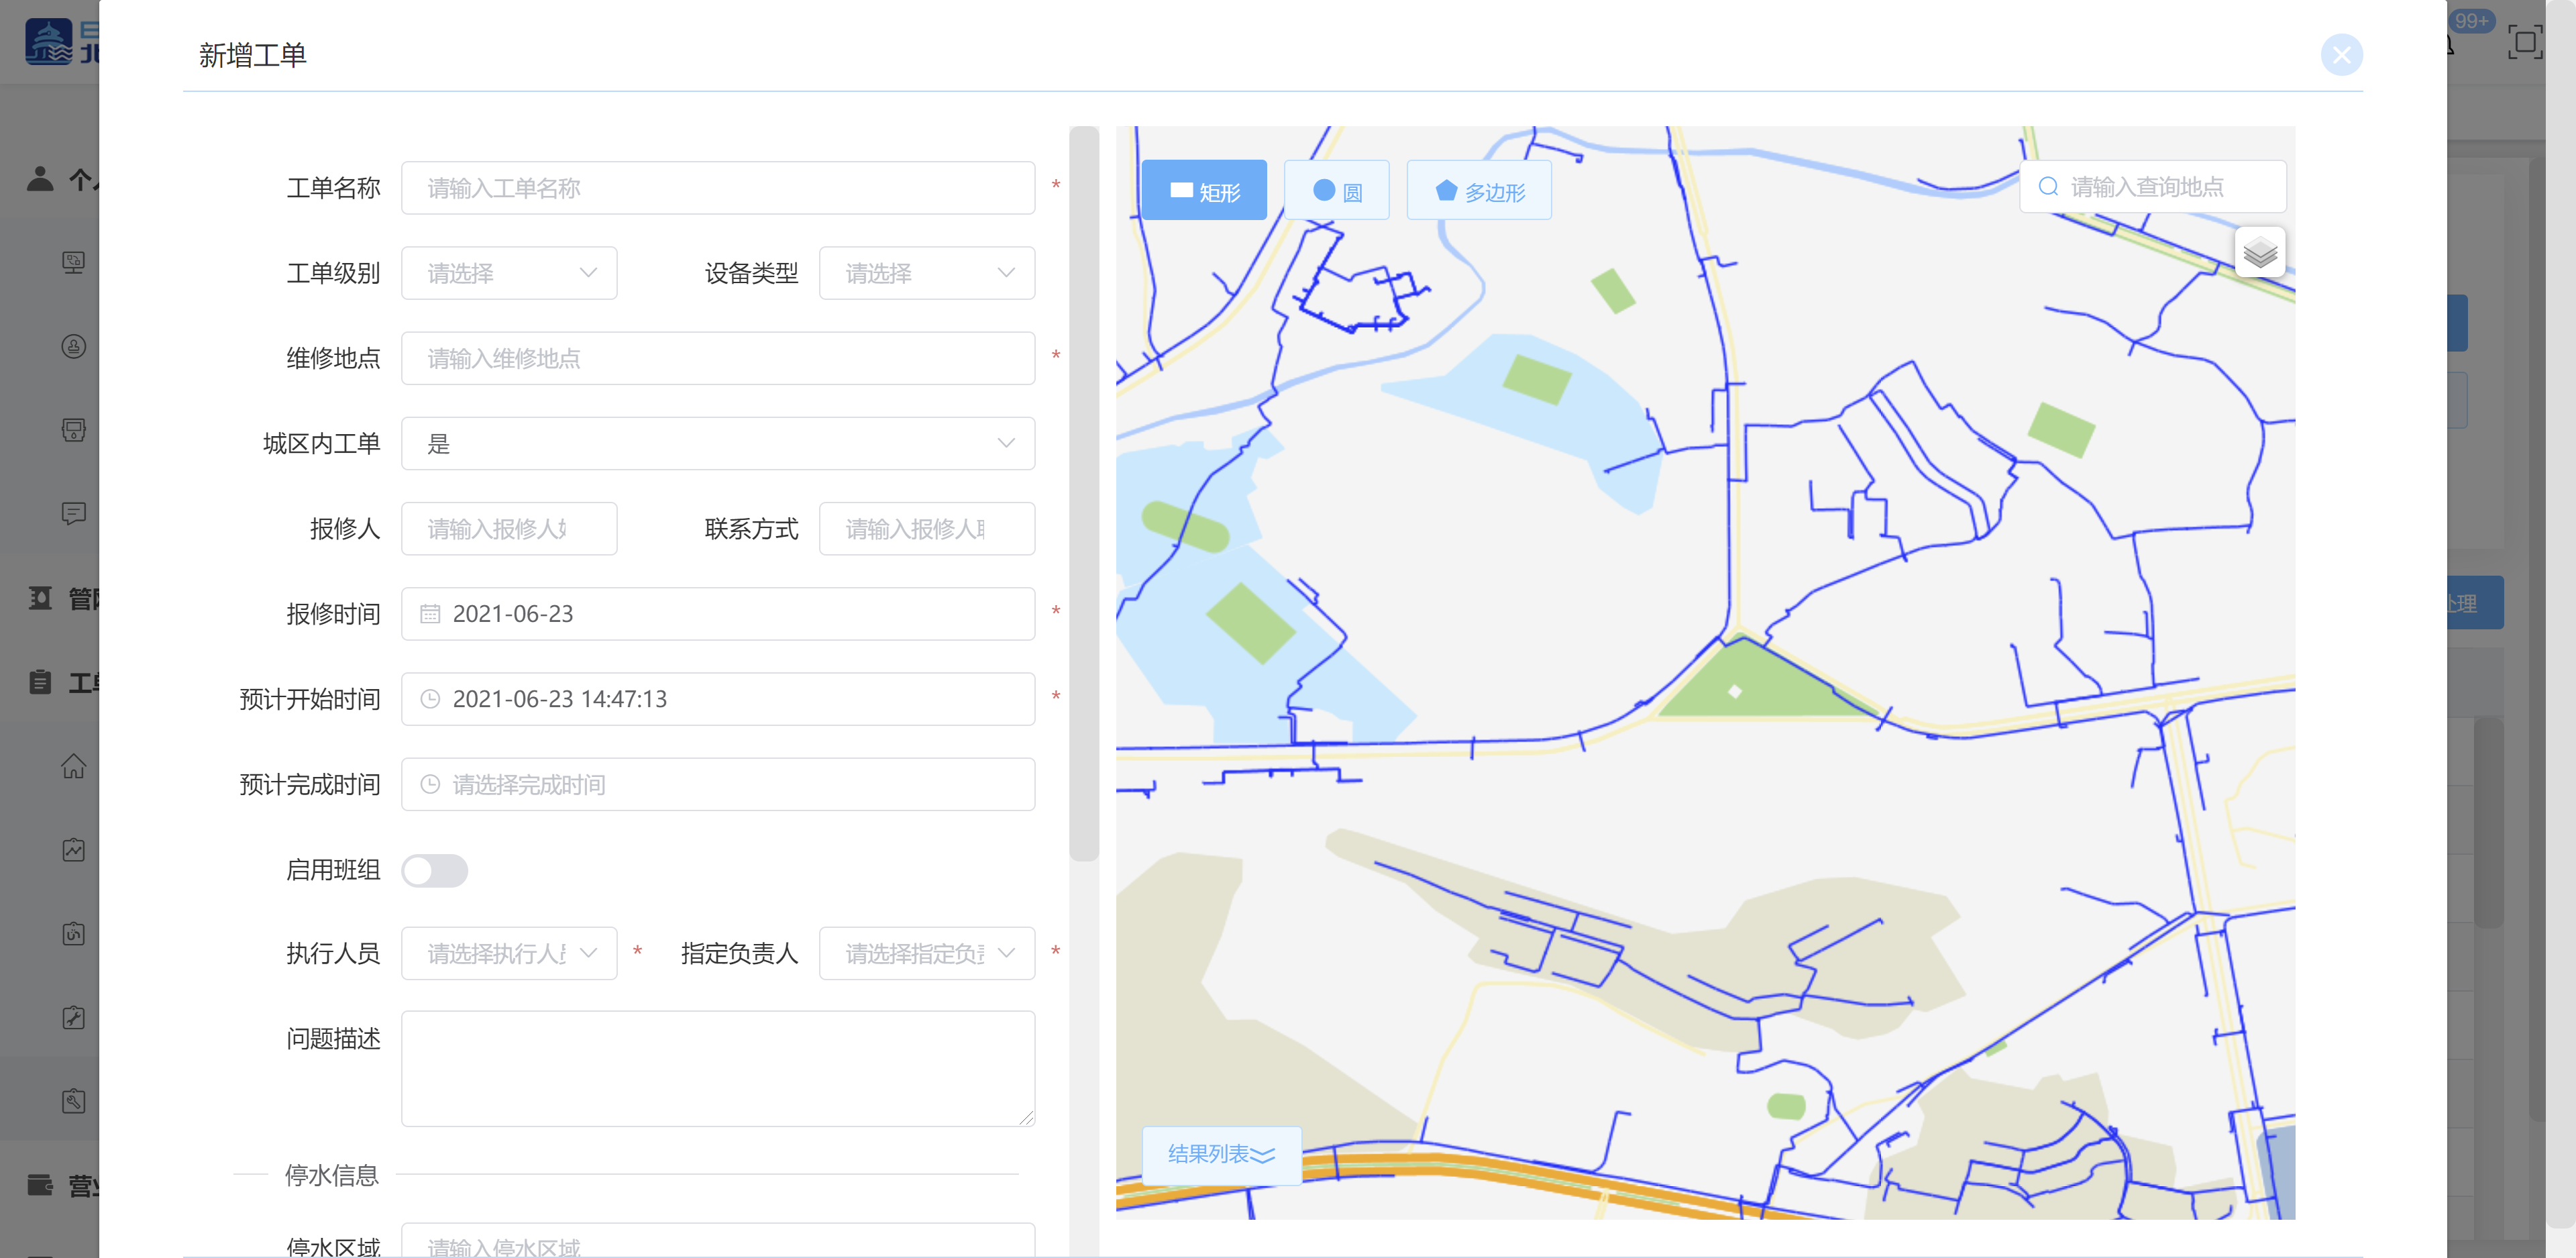 新增工单
99+
工单名称 请输入工单名称 *
工单级别 请选择 设备类型 请选择
维修地点 请输入维修地点 *
城区内工单 是
报修人 请输入报修人 联系方式 请输入报修人
报修时间 2021-06-23 *
预计开始时间 2021-06-23 14:47:13 *
预计完成时间 请选择完成时间
启用班组
执行人员 请选择执行人 * 指定负责人 请选择指定负 *
问题描述
停水信息
停水区域 请输入停水区域
矩形 圆 多边形
请输入查询地点
结果列表
个
工
处理